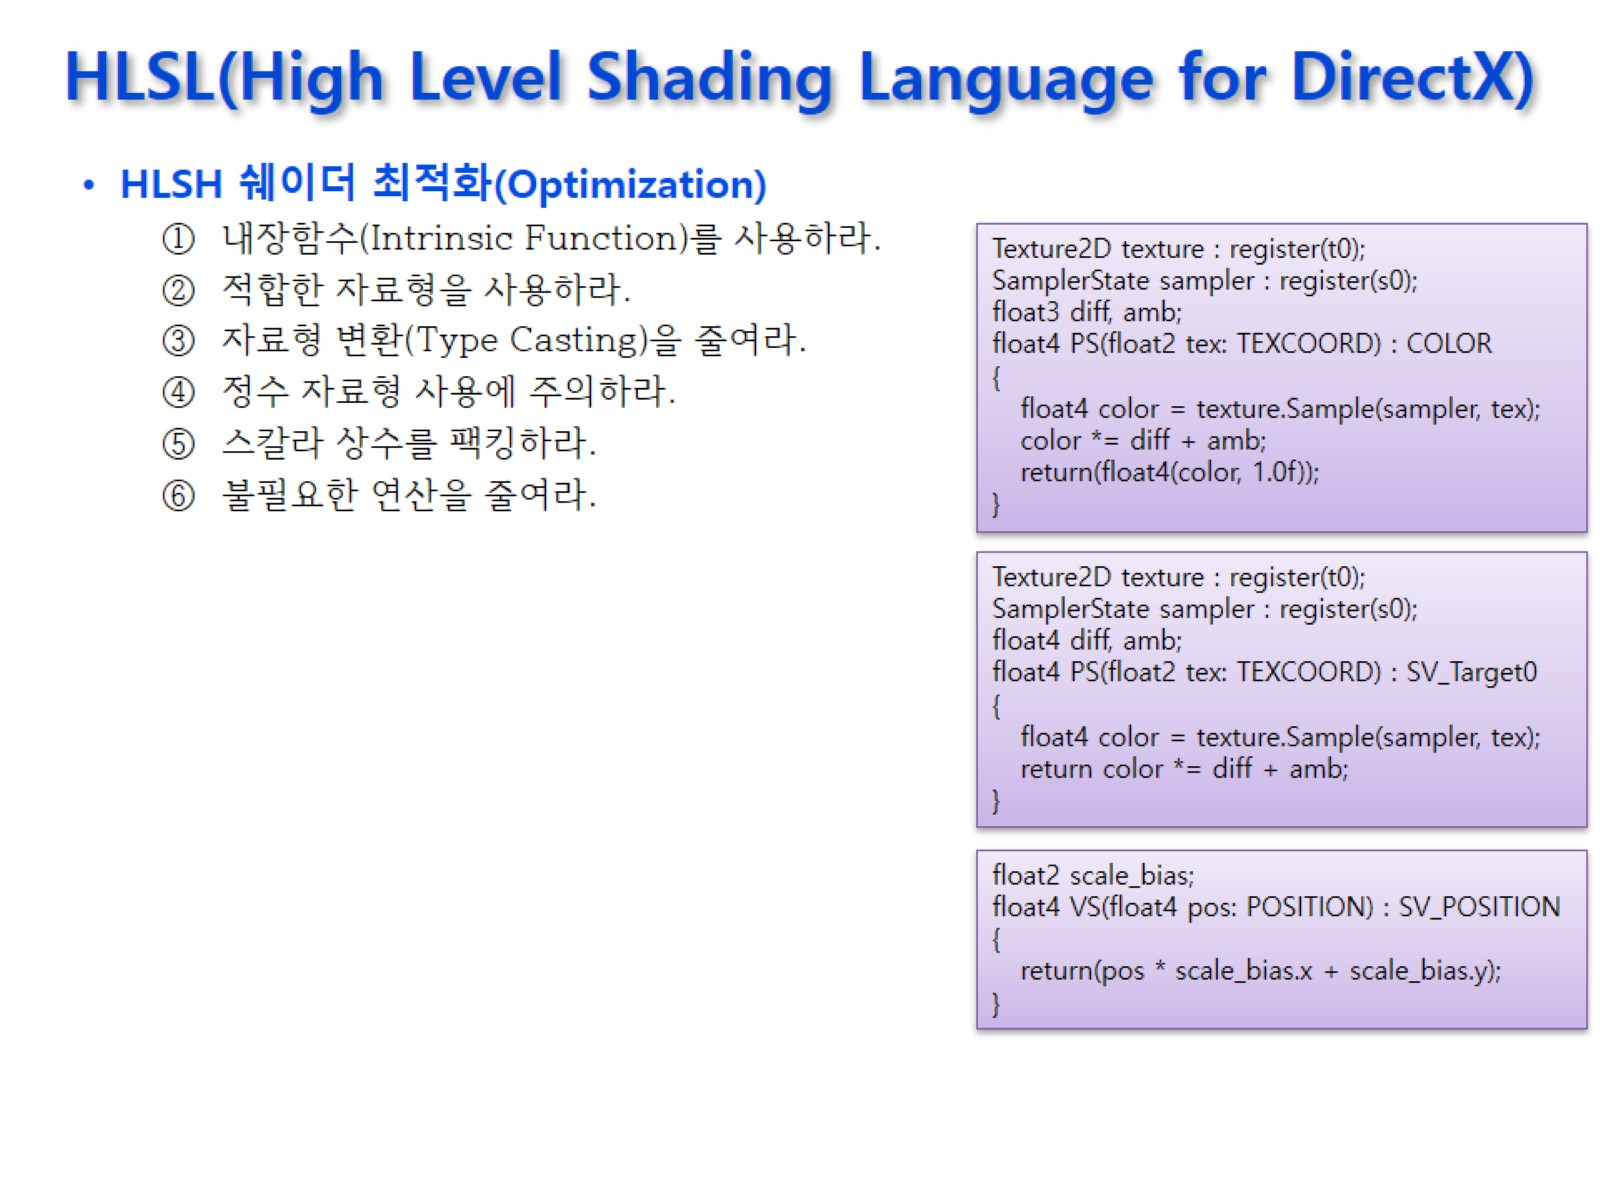 HLSL(High Level Shading Language for DirectX)
• HLSH 쉐이더 최적화(Optimization)
① 내장함수(Intrinsic Function)를 사용하라.
② 적합한 자료형을 사용하라.
③ 자료형 변환(Type Casting)을 줄여라.
④ 정수 자료형 사용에 주의하라.
⑤ 스칼라 상수를 팩킹하라.
⑥ 불필요한 연산을 줄여라.
Texture2D texture : register(t0);
SamplerState sampler : register(s0);
float3 diff, amb;
float4 PS(float2 tex: TEXCOORD) : COLOR
{
float4 color = texture.Sample(sampler, tex);
color *= diff + amb;
return(float4(color, 1.0f));
}
Texture2D texture : register(t0);
SamplerState sampler : register(s0);
float4 diff, amb;
float4 PS(float2 tex: TEXCOORD) : SV_Target0
{
float4 color = texture.Sample(sampler, tex);
return color *= diff + amb;
}
float2 scale_bias;
float4 VS(float4 pos: POSITION) : SV_POSITION
{
return(pos * scale_bias.x + scale_bias.y);
}